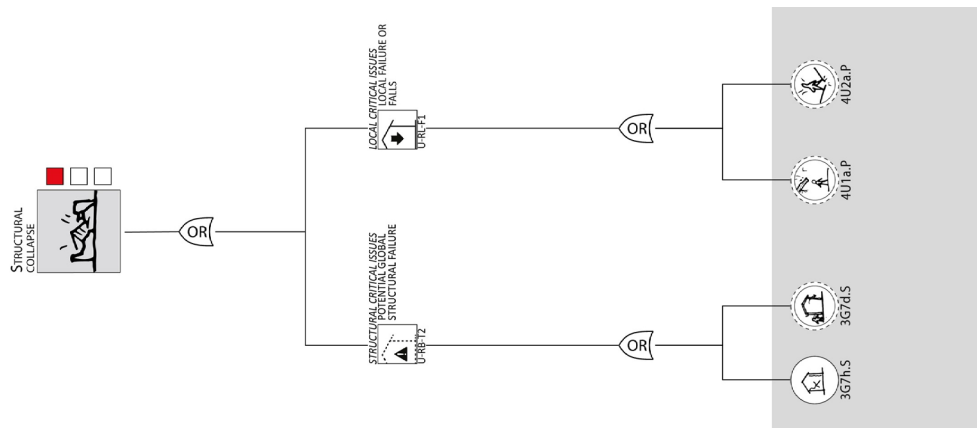 STRUCTURAL
COLLAPSE
OR
LOCAL CRITICAL ISSUES
LOCAL FAILURE OR
FALLS
U-RL-F1
OR
4U2a.P
4U1a.P
STRUCTURAL CRITICAL ISSUES
POTENTIAL GLOBAL
STRUCTURAL FAILURE
U-RB-T2
OR
3G7d.S
3G7h.S